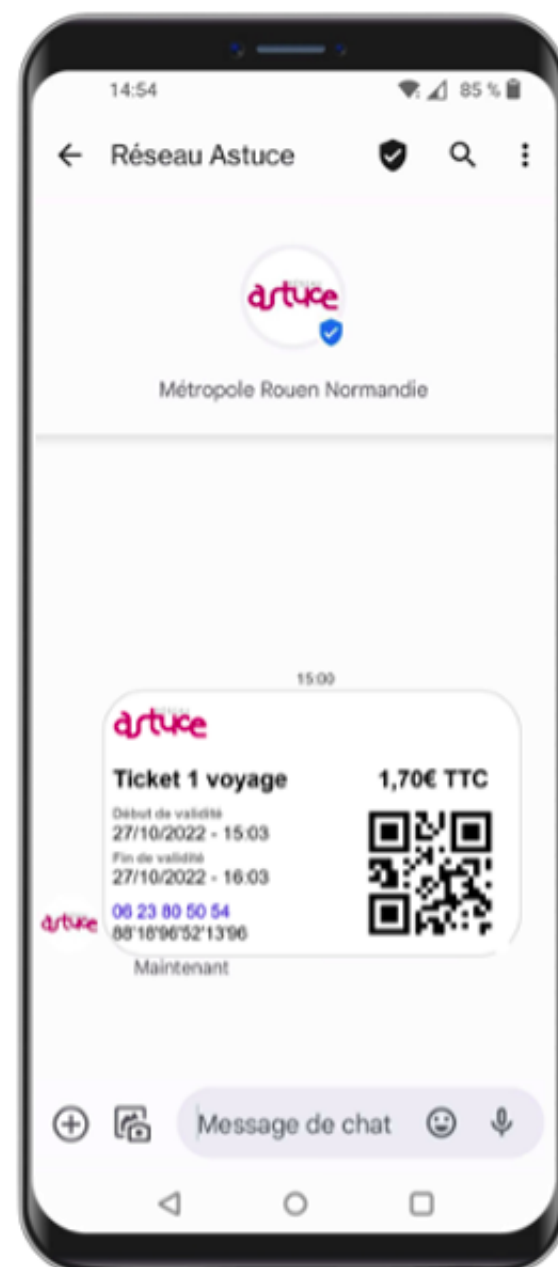 14:54 85 %
Réseau Astuce
astuce
Métropole Rouen Normandie
15:00
astuce
Ticket 1 voyage 1,70€ TTC
Début de validité
27/10/2022 - 15:03
Fin de validité
27/10/2022 - 16:03
06 23 80 50 54
astuce 88'18'96'52'13'96
Maintenant
Message de chat